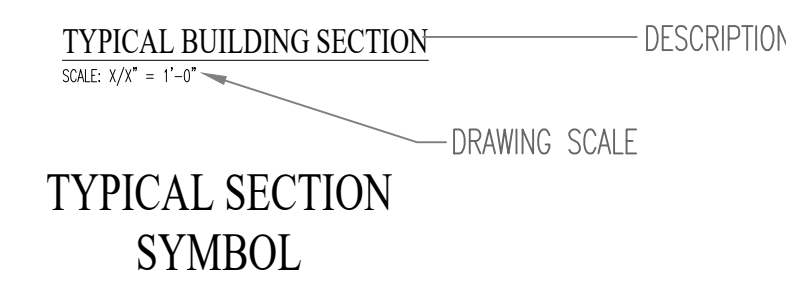 TYPICAL BUILDING SECTION
DESCRIPTION
SCALE: X/X" = 1'-0"
DRAWING SCALE
TYPICAL SECTION
SYMBOL